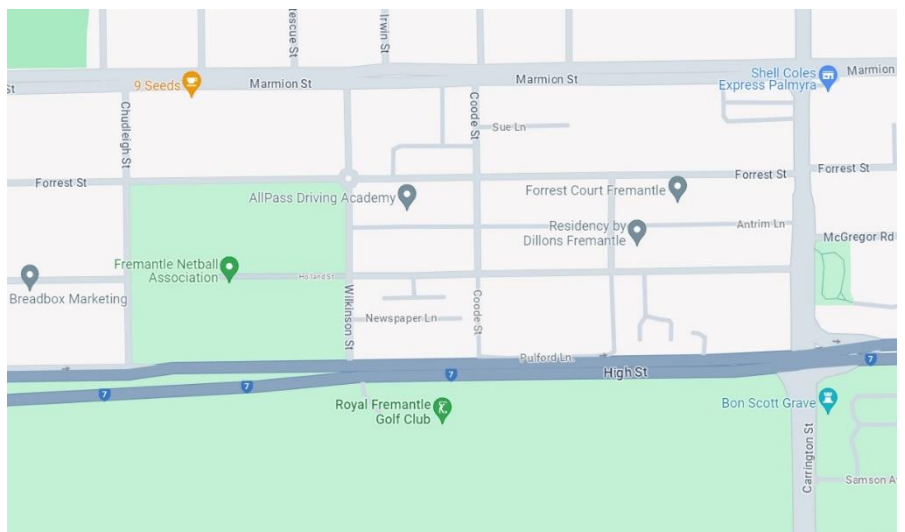 tescue St
Irwin St
St
9 Seeds
Marmion St
Marmion St
Shell Coles
Express Palmyra
Marmion
Chudleigh St
Coode St
Sue Ln
Forrest St
AllPass Driving Academy
Forrest Court Fremantle
Forrest St
Forrest St
Residency by
Dillons Fremantle
Antrim Ln
McGregor Rd
Fremantle Netball
Association
Holland St
Breadbox Marketing
Wilkinson St
Newspaper Ln
Coode St
Pulford Ln
High St
7
7
7
7
Royal Fremantle
Golf Club
Bon Scott Grave
Carrington St
Samson A